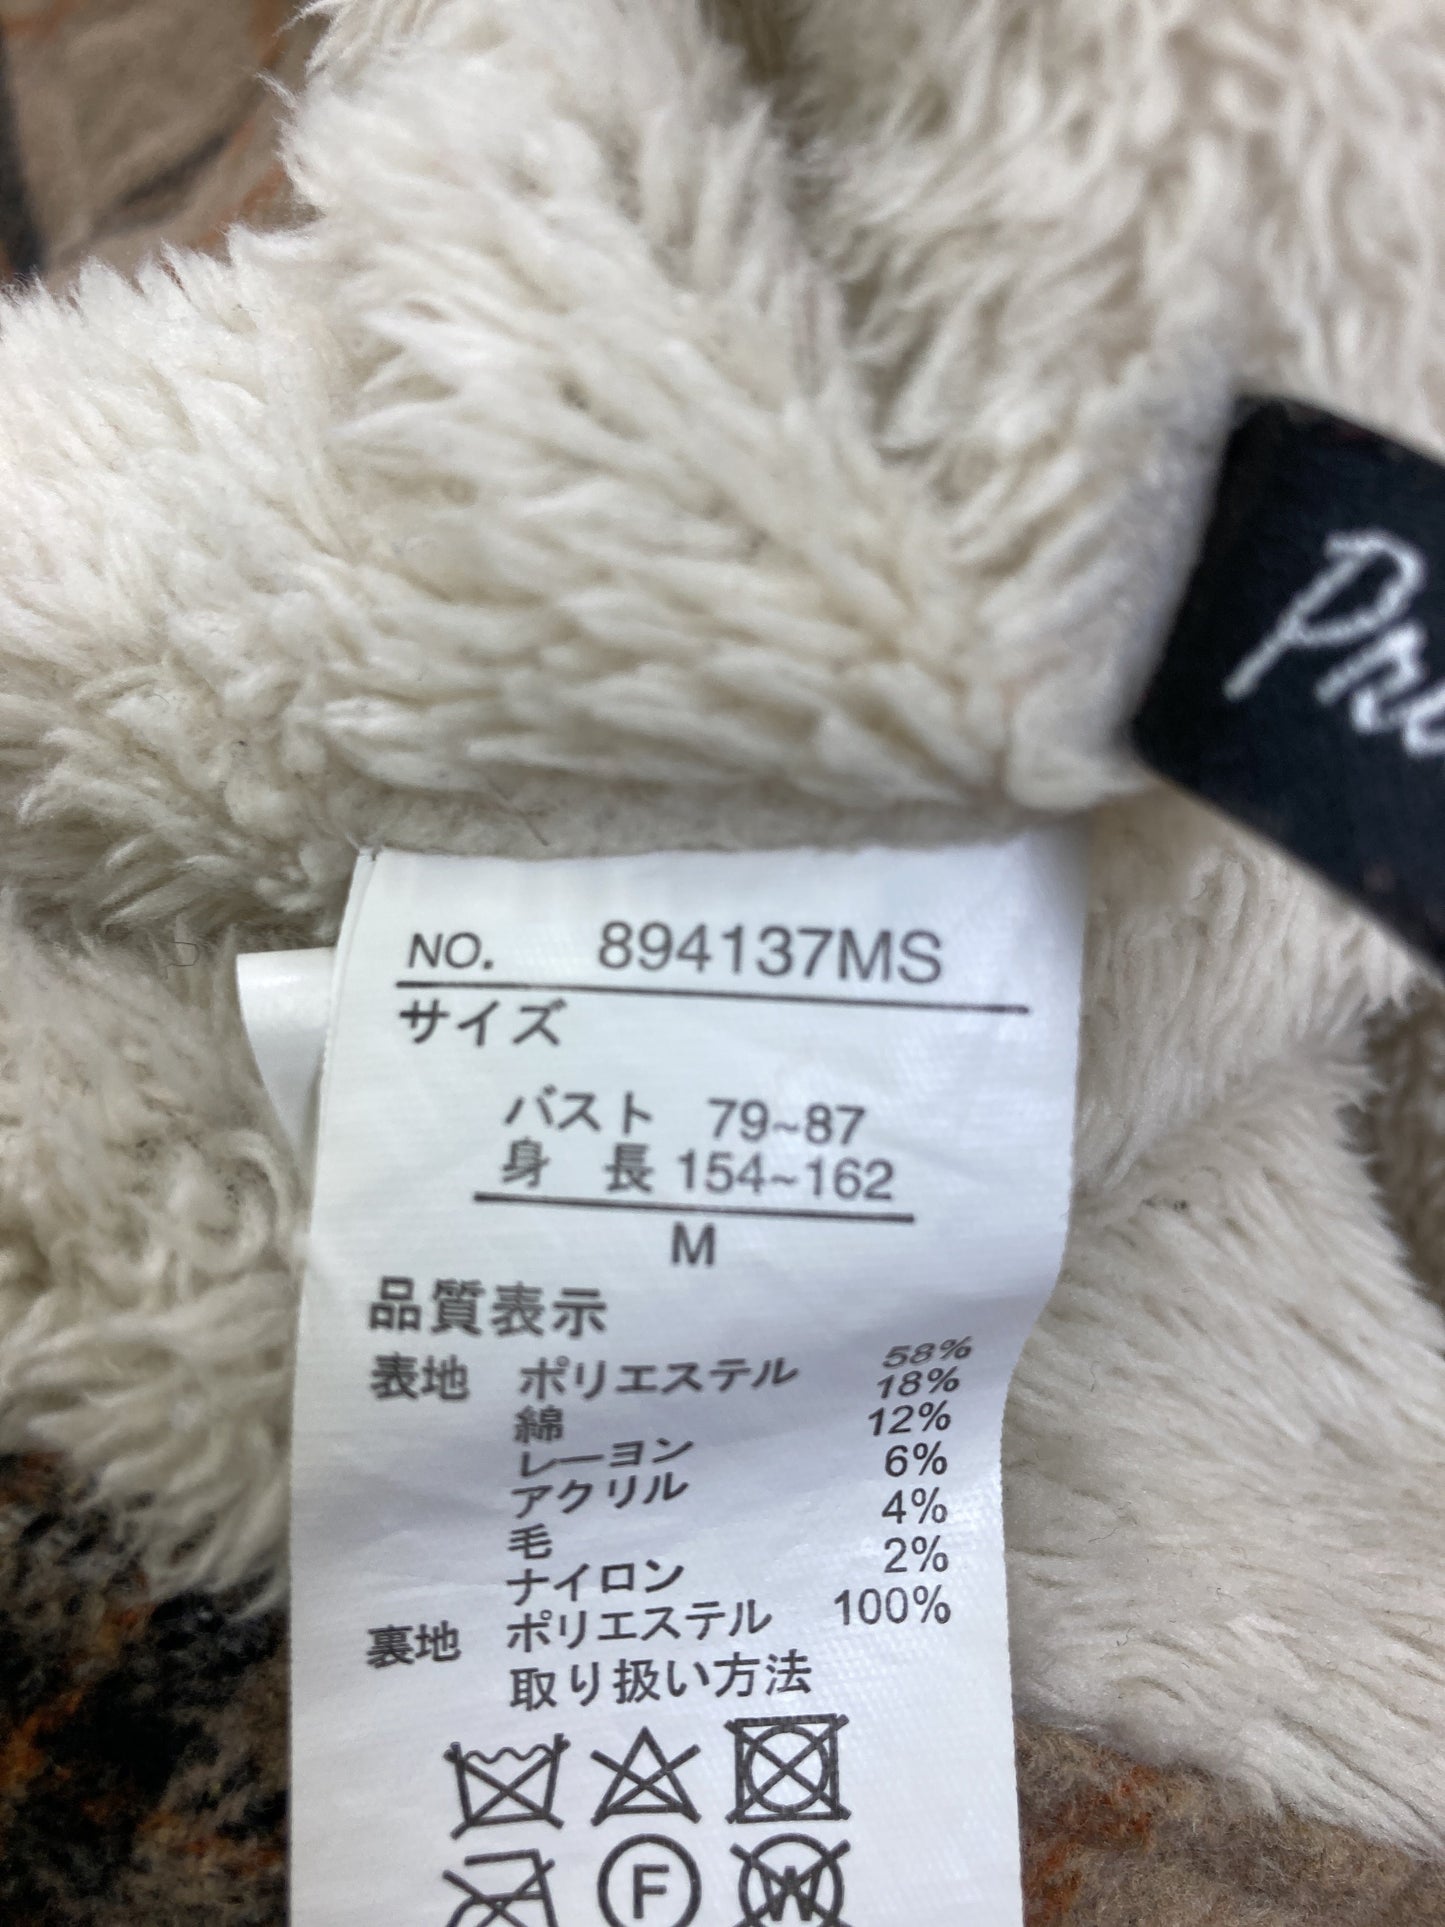 NO. 894137MS
サイズ
バスト 79~87
身 長 154~162
M
品質表示
表地 ポリエステル 58%
綿 18%
レーヨン 12%
アクリル 6%
毛 4%
ナイロン 2%
裏地 ポリエステル 100%
取り扱い方法
F W